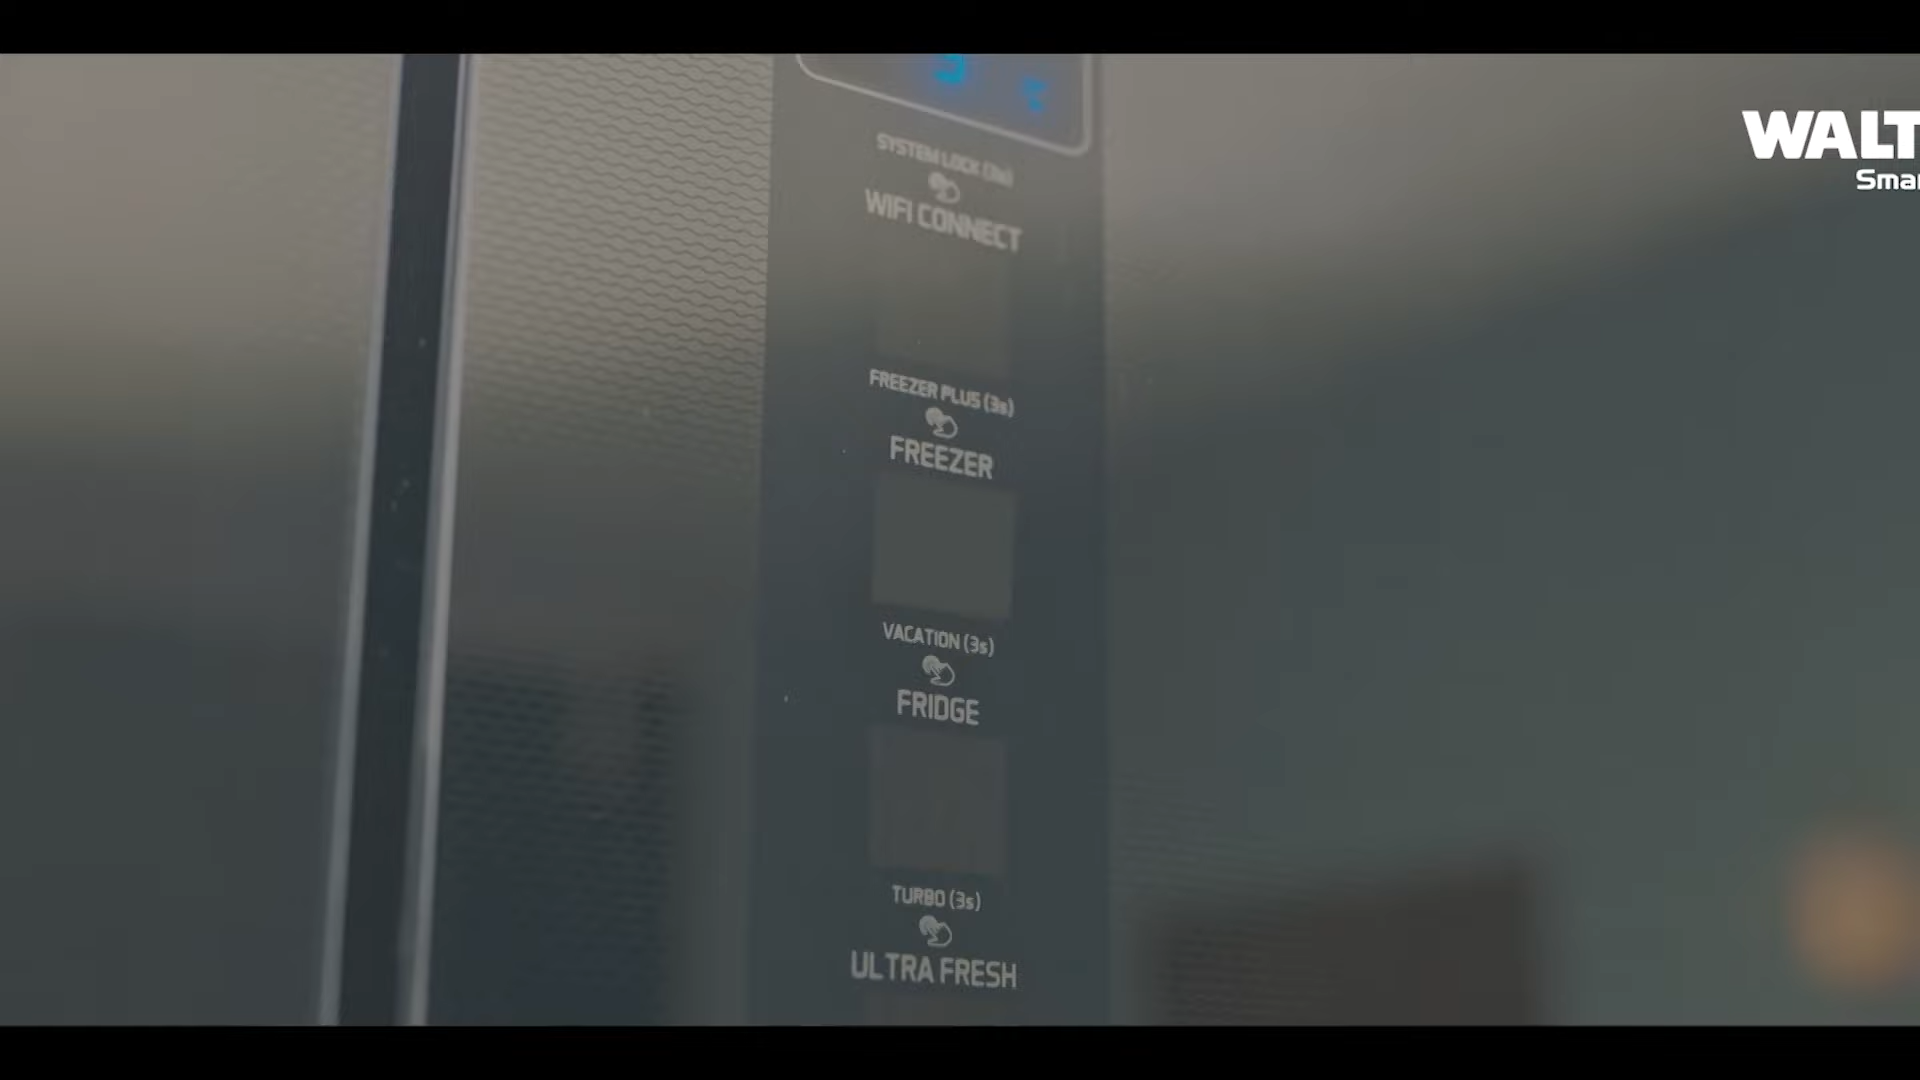 WALT
Smar
SYSTEM LOCK (3s)
WIFI CONNECT
FREEZER PLUS (3s)
FREEZER
VACATION (3s)
FRIDGE
TURBO (3s)
ULTRA FRESH